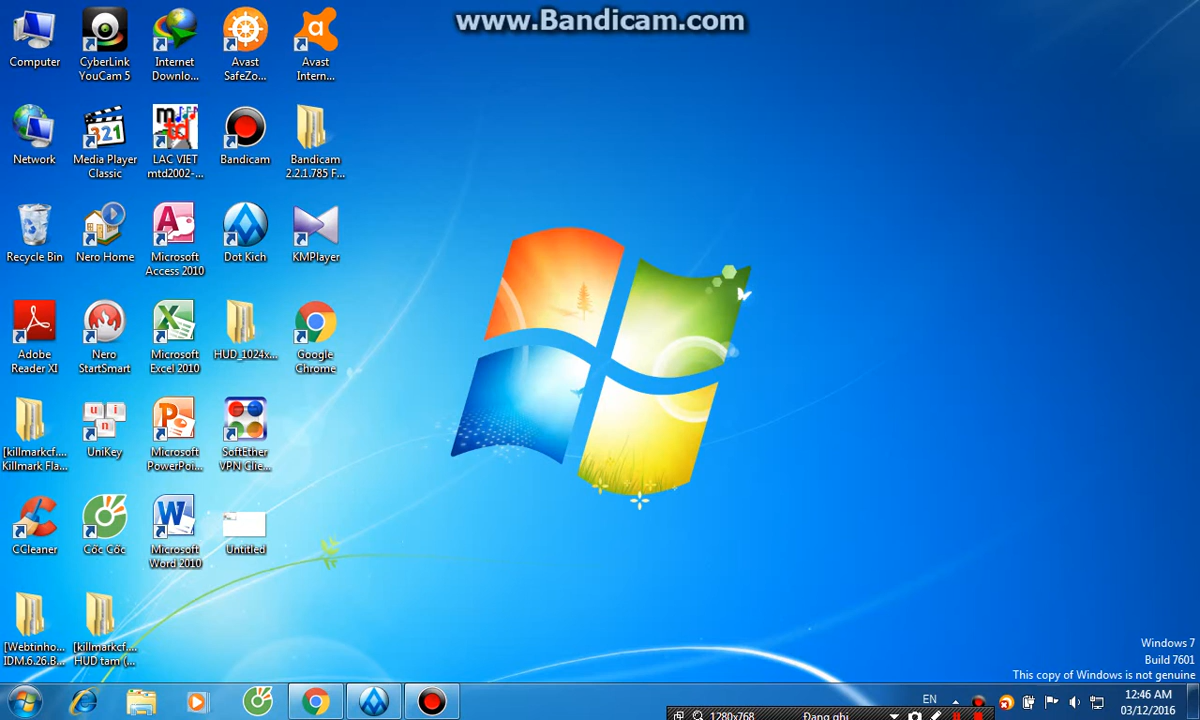 www.Bandicam.com
Computer
CyberLink
YouCam 5
Internet
Downlo...
Avast
SafeZo...
Avast
Intern...
Network
Media Player
Classic
LAC VIET
mtd2002-...
Bandicam
Bandicam
2.2.1.785 F...
Recycle Bin
Nero Home
Microsoft
Access 2010
Dot Kich
KMPlayer
Adobe
Reader XI
Nero
StartSmart
Microsoft
Excel 2010
HUD_1024x...
Google
Chrome
[killmarkcf....
Killmark Fla...
UniKey
Microsoft
PowerPoi...
SoftEther
VPN Clie...
CCleaner
Cốc Cốc
Microsoft
Word 2010
Untitled
[Webtinho...
IDM.6.26.B...
[killmarkcf....
HUD tam (...
Windows 7
Build 7601
This copy of Windows is not genuine
EN
12:46 AM
03/12/2016
1280x768
Đang ghi